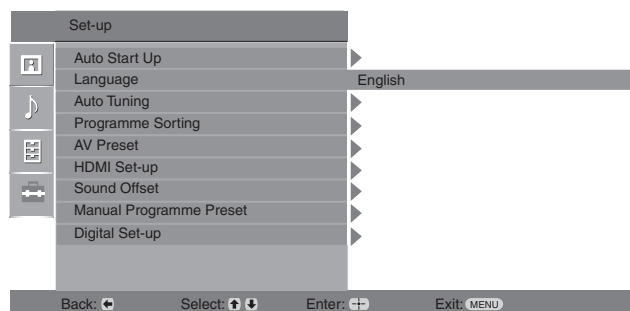 Set-up
Auto Start Up
Language English
Auto Tuning
Programme Sorting
AV Preset
HDMI Set-up
Sound Offset
Manual Programme Preset
Digital Set-up
Back: Select: Enter: Exit: MENU